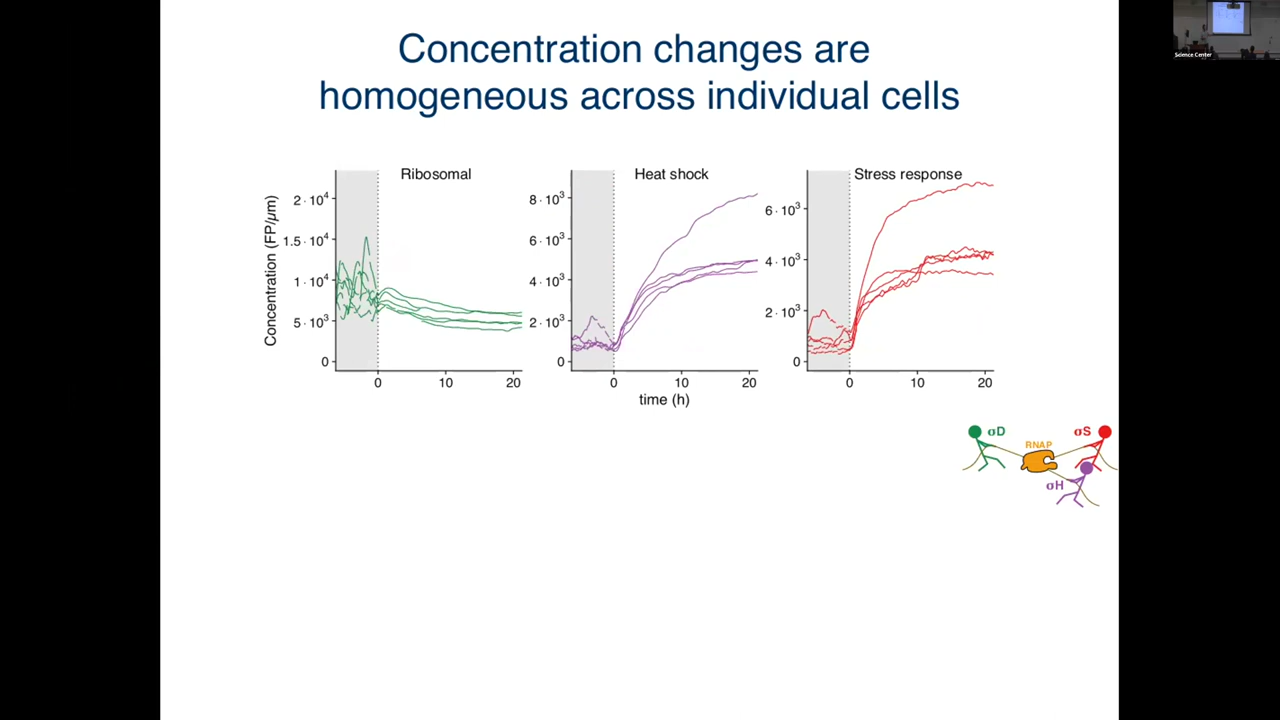 Concentration changes are
homogeneous across individual cells
Science Center
Ribosomal
Heat shock
Stress response
Concentration (FP/μm)
2 · 10⁴
1.5 · 10⁴
1 · 10⁴
5 · 10³
0
8 · 10³
6 · 10³
4 · 10³
2 · 10³
0
6 · 10³
4 · 10³
2 · 10³
0
0 10 20
0 10 20
0 10 20
time (h)
σD
RNAP
σS
σH